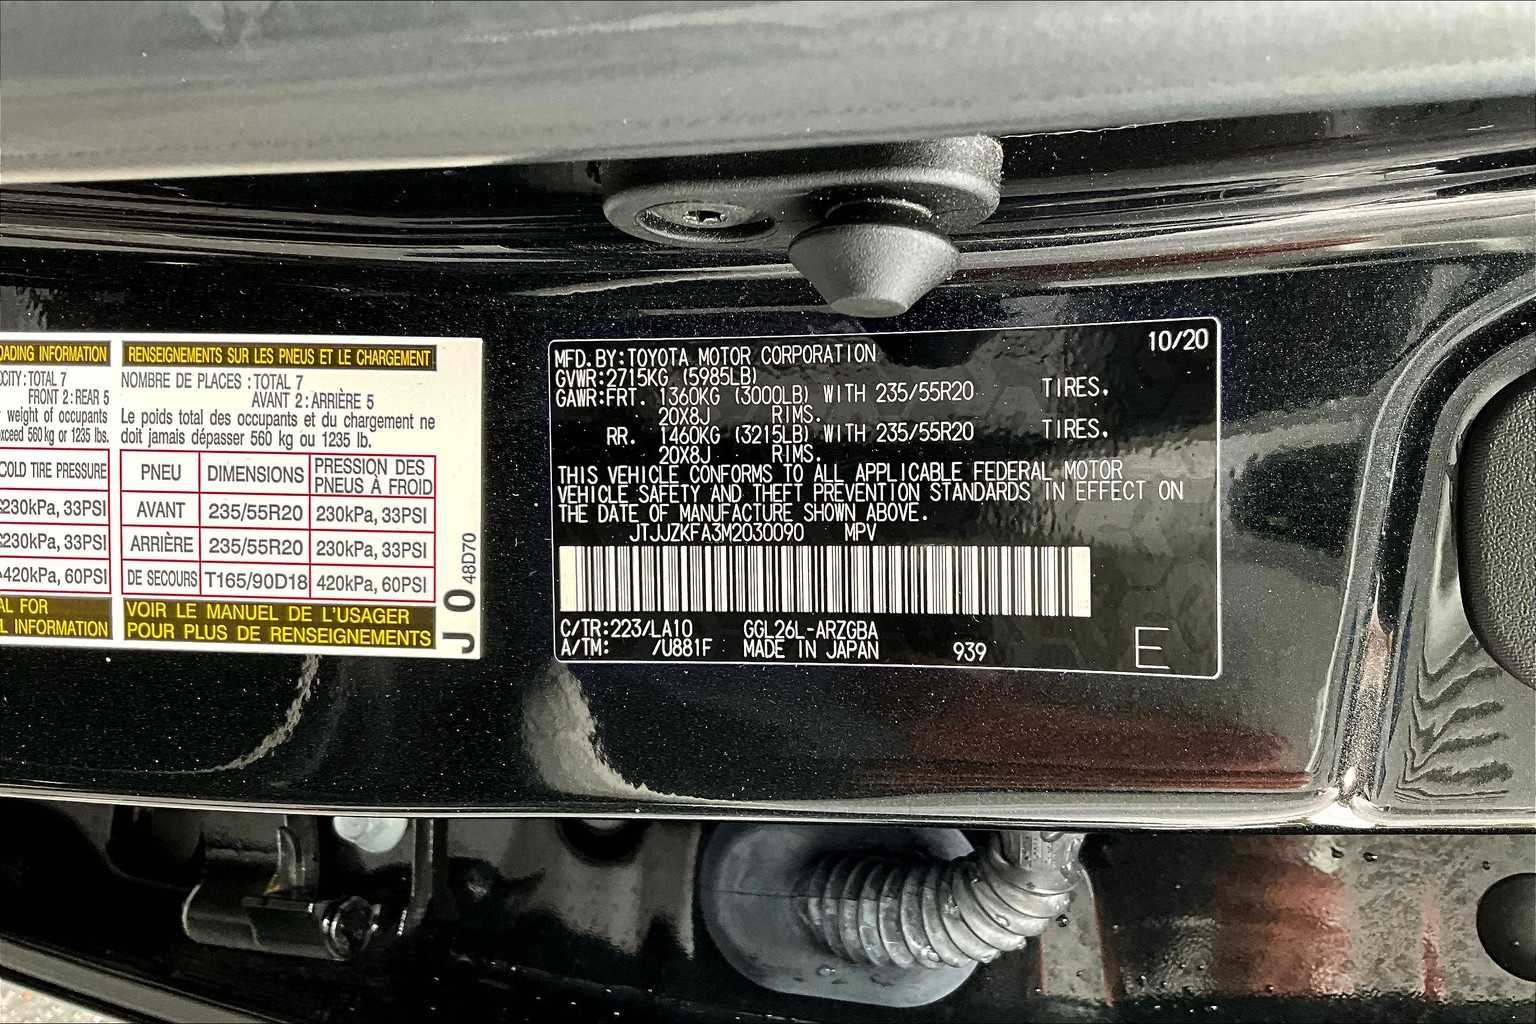 OADING INFORMATION
CITY:TOTAL 7
FRONT 2:REAR 5
weight of occupants
xceed 560 kg or 1235 lbs.
COLD TIRE PRESSURE
230kPa, 33PSI
230kPa, 33PSI
420kPa, 60PSI
AL FOR
L INFORMATION
RENSEIGNEMENTS SUR LES PNEUS ET LE CHARGEMENT
NOMBRE DE PLACES :TOTAL 7
AVANT 2:ARRIÈRE 5
Le poids total des occupants et du chargement ne
doit jamais dépasser 560 kg ou 1235 lb.
PNEU DIMENSIONS PRESSION DES PNEUS À FROID
AVANT 235/55R20 230kPa, 33PSI
ARRIÈRE 235/55R20 230kPa, 33PSI
DE SECOURS T165/90D18 420kPa, 60PSI
VOIR LE MANUEL DE L'USAGER
POUR PLUS DE RENSEIGNEMENTS
J 0 48D70
10/20
MFD.BY:TOYOTA MOTOR CORPORATION
GVWR:2715KG (5985LB)
GAWR:FRT. 1360KG (3000LB) WITH 235/55R20 TIRES.
20X8J RIMS.
RR. 1460KG (3215LB) WITH 235/55R20 TIRES.
20X8J RIMS.
THIS VEHICLE CONFORMS TO ALL APPLICABLE FEDERAL MOTOR
VEHICLE SAFETY AND THEFT PREVENTION STANDARDS IN EFFECT ON
THE DATE OF MANUFACTURE SHOWN ABOVE.
JTJJZKFA3M2030090 MPV
C/TR:223/LA10 GGL26L-ARZGBA
A/TM: /U881F MADE IN JAPAN 939 E